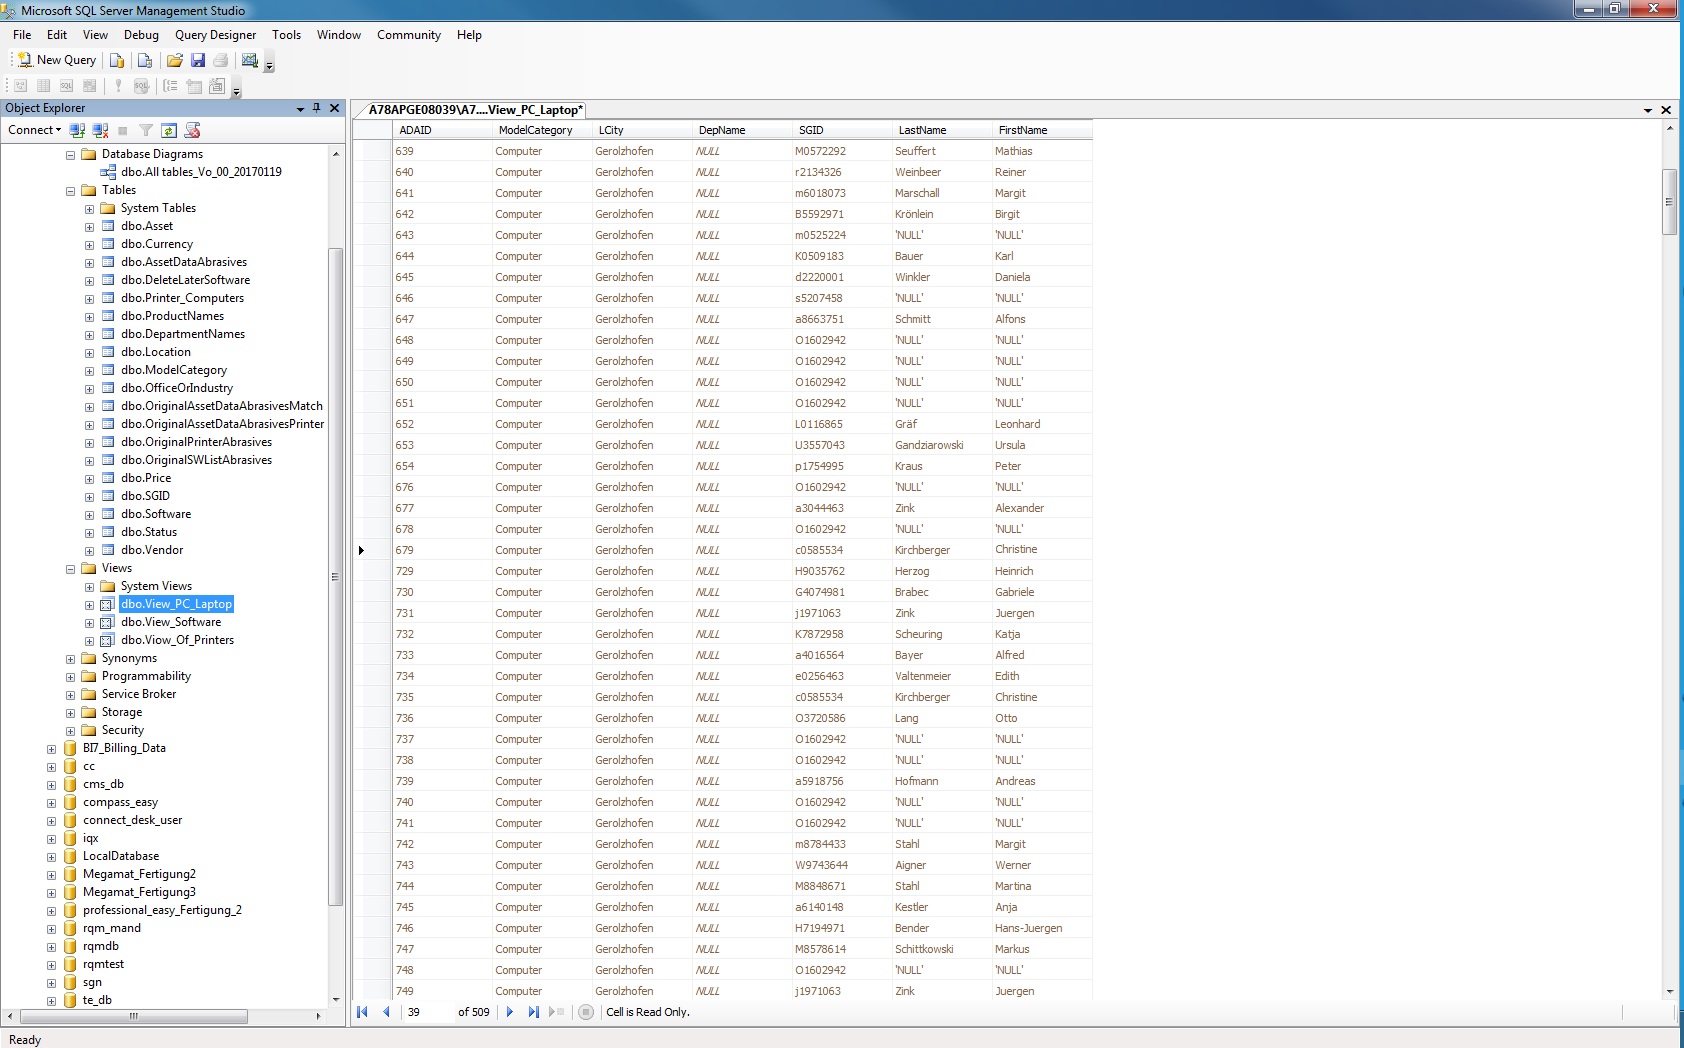 Microsoft SQL Server Management Studio
File Edit View Debug Query Designer Tools Window Community Help
New Query
Object Explorer
Connect
Database Diagrams
dbo.All tables_Vo_00_20170119
Tables
System Tables
dbo.Asset
dbo.Currency
dbo.AssetDataAbrasives
dbo.DeleteLaterSoftware
dbo.Printer_Computers
dbo.ProductNames
dbo.DepartmentNames
dbo.Location
dbo.ModelCategory
dbo.OfficeOrIndustry
dbo.OriginalAssetDataAbrasivesMatch
dbo.OriginalAssetDataAbrasivesPrinter
dbo.OriginalPrinterAbrasives
dbo.OriginalSWListAbrasives
dbo.Price
dbo.SGID
dbo.Software
dbo.Status
dbo.Vendor
Views
System Views
dbo.View_PC_Laptop
dbo.View_Software
dbo.Viow_Of_Printers
Synonyms
Programmability
Service Broker
Storage
Security
BI7_Billing_Data
cc
cms_db
compass_easy
connect_desk_user
iqx
LocalDatabase
Megamat_Fertigung2
Megamat_Fertigung3
professional_easy_Fertigung_2
rqm_mand
rqmdb
rqmtest
sgn
te_db
A78APGE08039\A7....View_PC_Laptop*
ADAID ModelCategory LCity DepName SGID LastName FirstName
639 Computer Gerolzhofen NULL M0572292 Seuffert Mathias
640 Computer Gerolzhofen NULL r2134326 Weinbeer Reiner
641 Computer Gerolzhofen NULL m6018073 Marschall Margit
642 Computer Gerolzhofen NULL B5592971 Krönlein Birgit
643 Computer Gerolzhofen NULL m0525224 'NULL' 'NULL'
644 Computer Gerolzhofen NULL K0509183 Bauer Karl
645 Computer Gerolzhofen NULL d2220001 Winkler Daniela
646 Computer Gerolzhofen NULL s5207458 'NULL' 'NULL'
647 Computer Gerolzhofen NULL a8663751 Schmitt Alfons
648 Computer Gerolzhofen NULL O1602942 'NULL' 'NULL'
649 Computer Gerolzhofen NULL O1602942 'NULL' 'NULL'
650 Computer Gerolzhofen NULL O1602942 'NULL' 'NULL'
651 Computer Gerolzhofen NULL O1602942 'NULL' 'NULL'
652 Computer Gerolzhofen NULL L0116865 Gräf Leonhard
653 Computer Gerolzhofen NULL U3557043 Gandziarowski Ursula
654 Computer Gerolzhofen NULL p1754995 Kraus Peter
676 Computer Gerolzhofen NULL O1602942 'NULL' 'NULL'
677 Computer Gerolzhofen NULL a3044463 Zink Alexander
678 Computer Gerolzhofen NULL O1602942 'NULL' 'NULL'
679 Computer Gerolzhofen NULL c0585534 Kirchberger Christine
729 Computer Gerolzhofen NULL H9035762 Herzog Heinrich
730 Computer Gerolzhofen NULL G4074981 Brabec Gabriele
731 Computer Gerolzhofen NULL j1971063 Zink Juergen
732 Computer Gerolzhofen NULL K7872958 Scheuring Katja
733 Computer Gerolzhofen NULL a4016564 Bayer Alfred
734 Computer Gerolzhofen NULL e0256463 Valtenmeier Edith
735 Computer Gerolzhofen NULL c0585534 Kirchberger Christine
736 Computer Gerolzhofen NULL O3720586 Lang Otto
737 Computer Gerolzhofen NULL O1602942 'NULL' 'NULL'
738 Computer Gerolzhofen NULL O1602942 'NULL' 'NULL'
739 Computer Gerolzhofen NULL a5918756 Hofmann Andreas
740 Computer Gerolzhofen NULL O1602942 'NULL' 'NULL'
741 Computer Gerolzhofen NULL O1602942 'NULL' 'NULL'
742 Computer Gerolzhofen NULL m8784433 Stahl Margit
743 Computer Gerolzhofen NULL W9743644 Aigner Werner
744 Computer Gerolzhofen NULL M8848671 Stahl Martina
745 Computer Gerolzhofen NULL a6140148 Kestler Anja
746 Computer Gerolzhofen NULL H7194971 Bender Hans-Juergen
747 Computer Gerolzhofen NULL M8578614 Schittkowski Markus
748 Computer Gerolzhofen NULL O1602942 'NULL' 'NULL'
749 Computer Gerolzhofen NULL j1971063 Zink Juergen
39 of 509 Cell is Read Only.
Ready